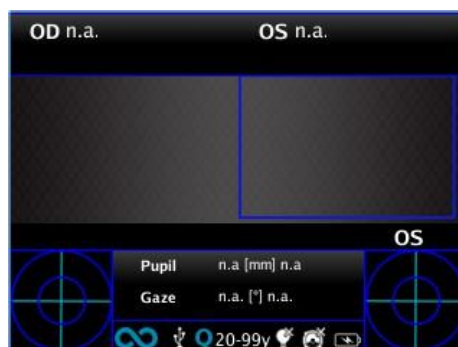 OD n.a. OS n.a.
OS
Pupil n.a [mm] n.a
Gaze n.a. [°] n.a.
20-99y